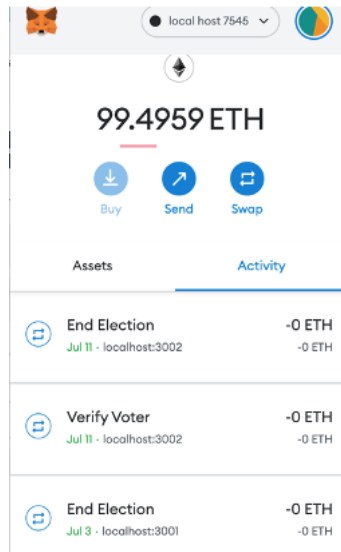 local host 7545
99.4959 ETH
Buy Send Swap
Assets Activity
End Election -0 ETH
Jul 11 · localhost:3002 -0 ETH
Verify Voter -0 ETH
Jul 11 · localhost:3002 -0 ETH
End Election -0 ETH
Jul 3 · localhost:3001 -0 ETH